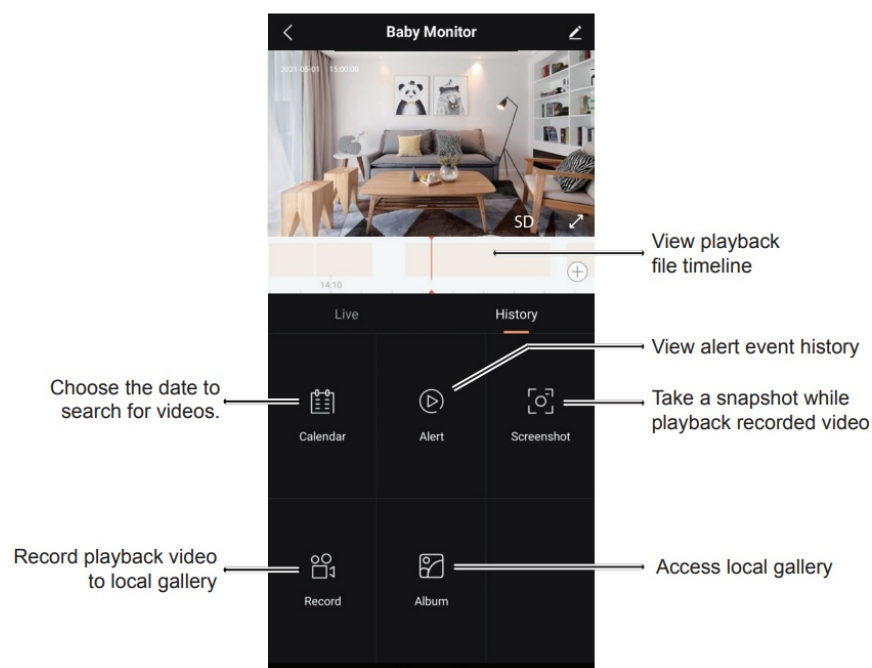 Baby Monitor
2021-05-01 15:00:00
SD
View playback
file timeline
14:10
Live
History
View alert event history
Choose the date to
search for videos.
Take a snapshot while
playback recorded video
Calendar
Alert
Screenshot
Record playback video
to local gallery
Access local gallery
Record
Album